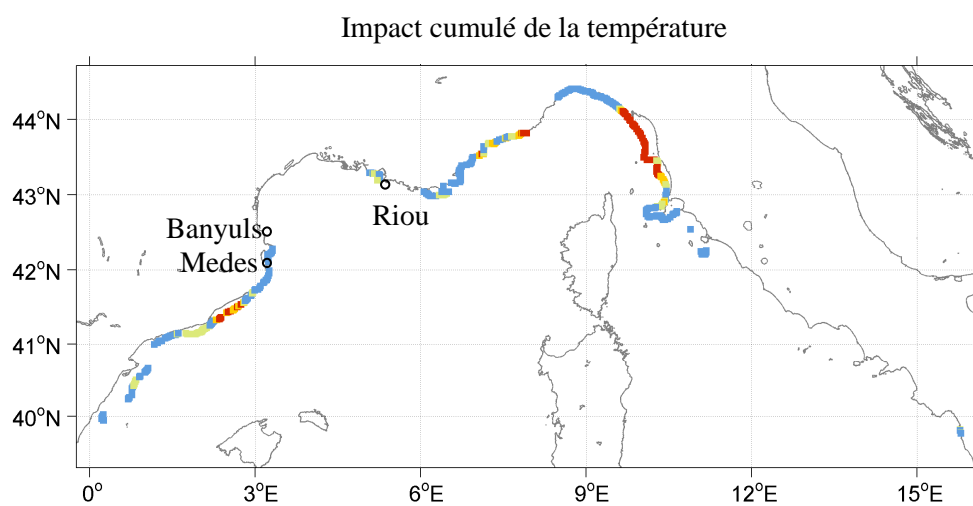 Impact cumulé de la température
44°N
43°N
Riou
Banyuls
Medes
42°N
41°N
40°N
0° 3°E 6°E 9°E 12°E 15°E